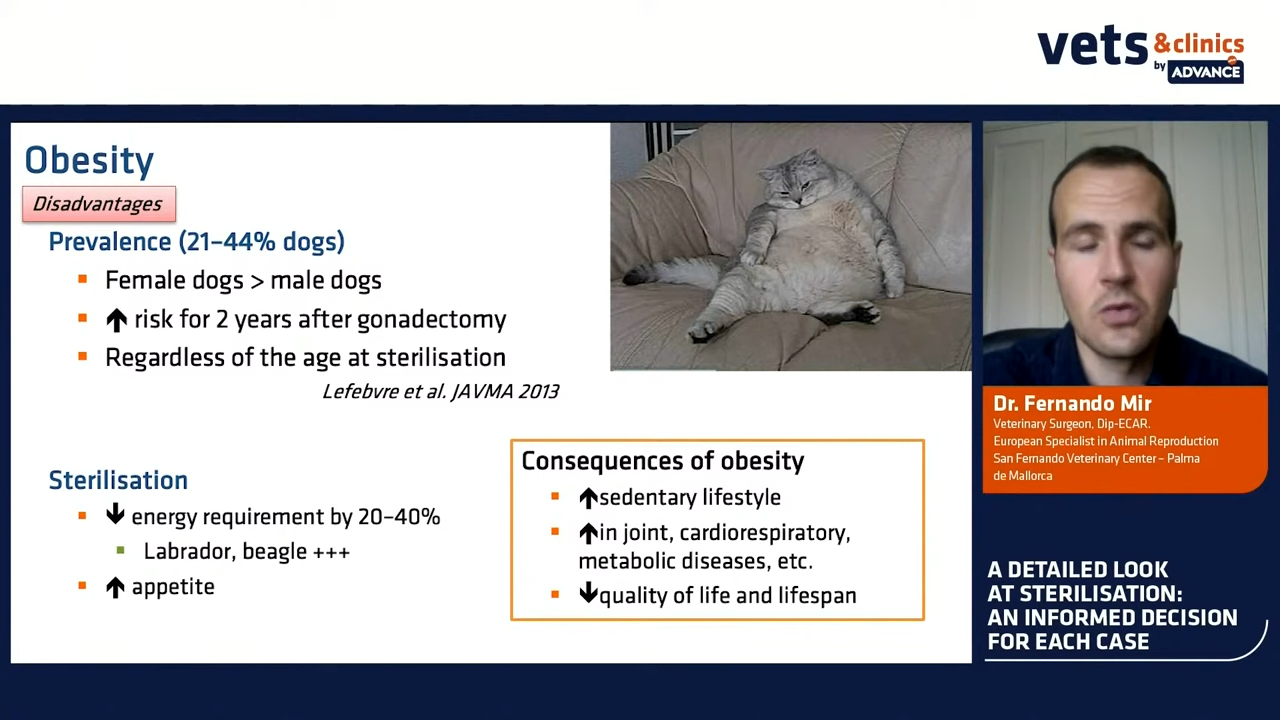 vets &clinics
by ADVANCE
Obesity
Disadvantages
Prevalence (21–44% dogs)
▪ Female dogs > male dogs
▪ ↑ risk for 2 years after gonadectomy
▪ Regardless of the age at sterilisation
Lefebvre et al. JAVMA 2013
Sterilisation
▪ ↓ energy requirement by 20–40%
▪ Labrador, beagle +++
▪ ↑ appetite
Consequences of obesity
▪ ↑sedentary lifestyle
▪ ↑in joint, cardiorespiratory,
metabolic diseases, etc.
▪ ↓quality of life and lifespan
Dr. Fernando Mir
Veterinary Surgeon, Dip-ECAR.
European Specialist in Animal Reproduction
San Fernando Veterinary Center – Palma
de Mallorca
A DETAILED LOOK
AT STERILISATION:
AN INFORMED DECISION
FOR EACH CASE